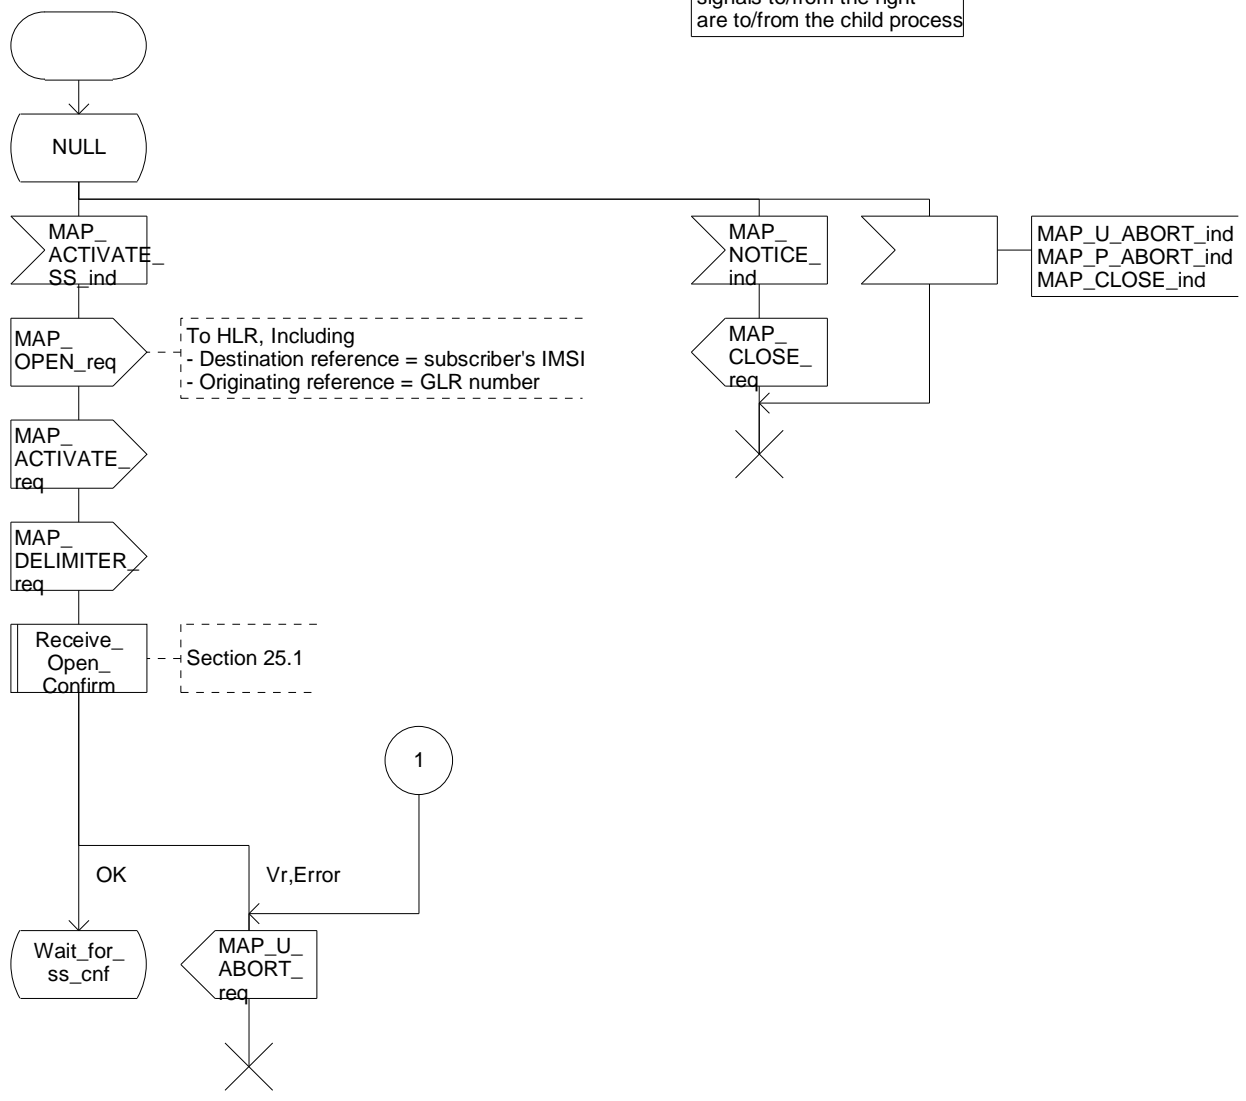 signals to/from the right
are to/from the child process
NULL
MAP_
ACTIVATE_
SS_ind
MAP_
NOTICE_
ind
MAP_U_ABORT_ind
MAP_P_ABORT_ind
MAP_CLOSE_ind
MAP_
OPEN_req
To HLR, Including
- Destination reference = subscriber's IMSI
- Originating reference = GLR number
MAP_
CLOSE_
req
MAP_
ACTIVATE_
req
MAP_
DELIMITER_
req
Receive_
Open_
Confirm
Section 25.1
1
OK
Vr,Error
Wait_for_
ss_cnf
MAP_U_
ABORT_
req